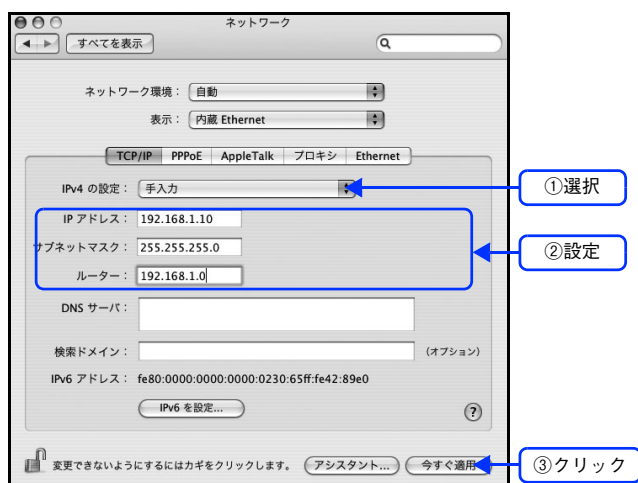 ネットワーク
すべてを表示
ネットワーク環境： 自動
表示： 内蔵 Ethernet
TCP/IP PPPoE AppleTalk プロキシ Ethernet
IPv4 の設定： 手入力
①選択
IP アドレス： 192.168.1.10
サブネットマスク： 255.255.255.0
②設定
ルーター： 192.168.1.0
DNS サーバ：
検索ドメイン： (オプション)
IPv6 アドレス： fe80:0000:0000:0000:0230:65ff:fe42:89e0
IPv6 を設定... ?
変更できないようにするにはカギをクリックします。 アシスタント... 今すぐ適用
③クリック